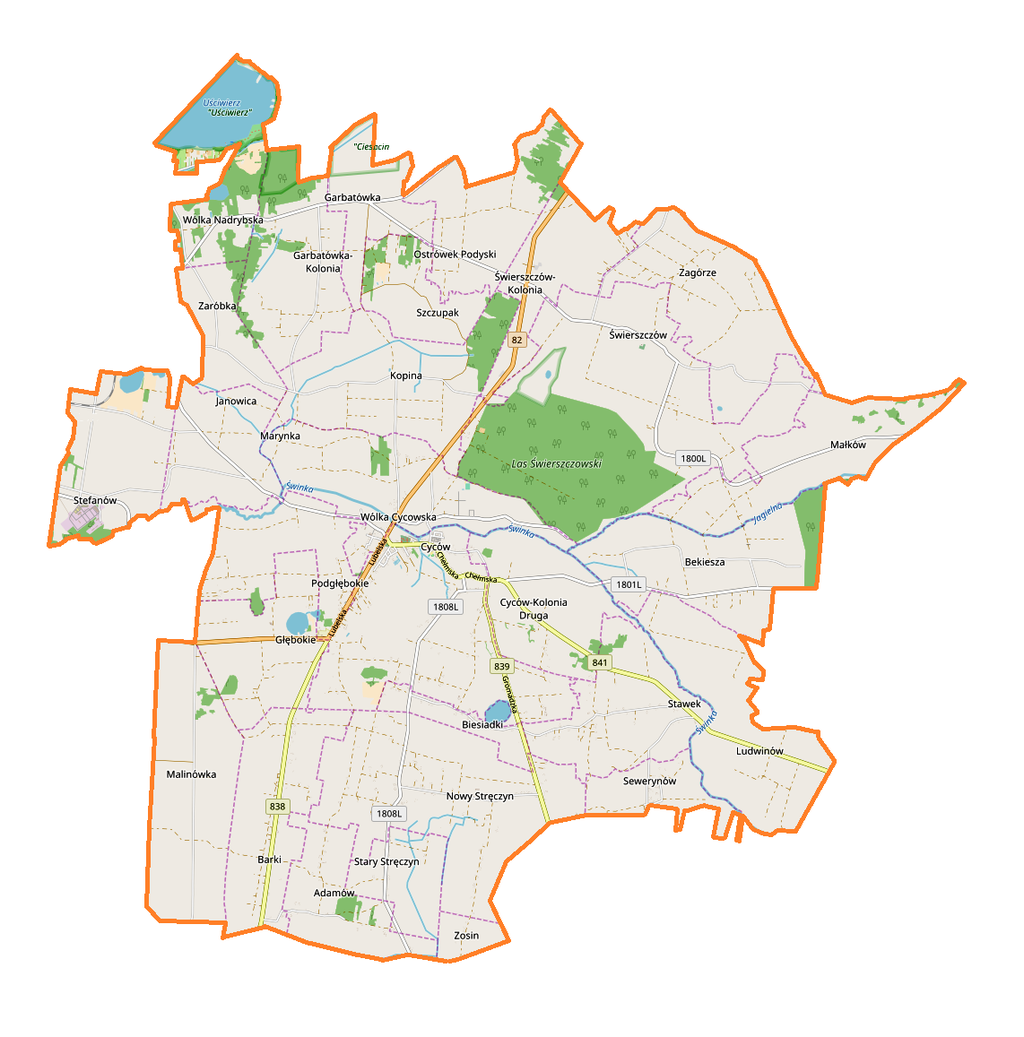 Uściwierz
"Uściwierz"
"Ciesacin
Garbatówka
Wólka Nadrybska
Garbatówka-
Kolonia
Ostrówek Podyski
Świerszczów-
Kolonia
Zagórze
Zaróbka
Szczupak
82
Świerszczów
Kopina
Janowica
Marynka
Małków
Las Świerszczowski
1800L
Świnka
Stefanów
Jagielna
Wólka Cycowska
Świnka
Lubelska
Cyców
Chełmska
Chełmska
Bekiesza
Podgłębokie
1801L
1808L
Cyców-Kolonia
Druga
Lubelska
Głębokie
839
841
Gromadzka
Stawek
Świnka
Biesiadki
Ludwinów
Malinówka
Sewerynów
Nowy Stręczyn
838
1808L
Barki
Stary Stręczyn
Adamów
Zosin